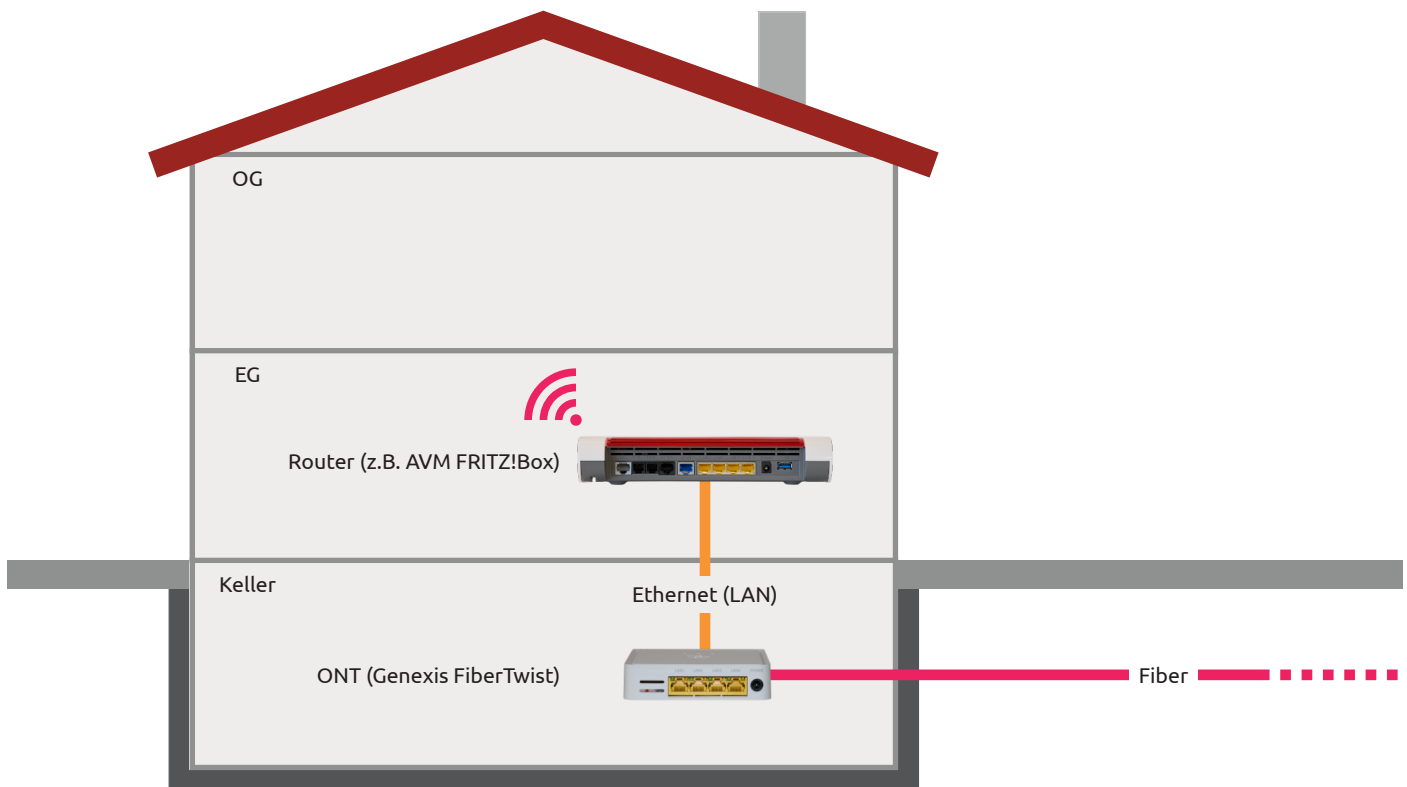 OG
EG
Router (z.B. AVM FRITZ!Box)
Keller
Ethernet (LAN)
ONT (Genexis FiberTwist)
Fiber